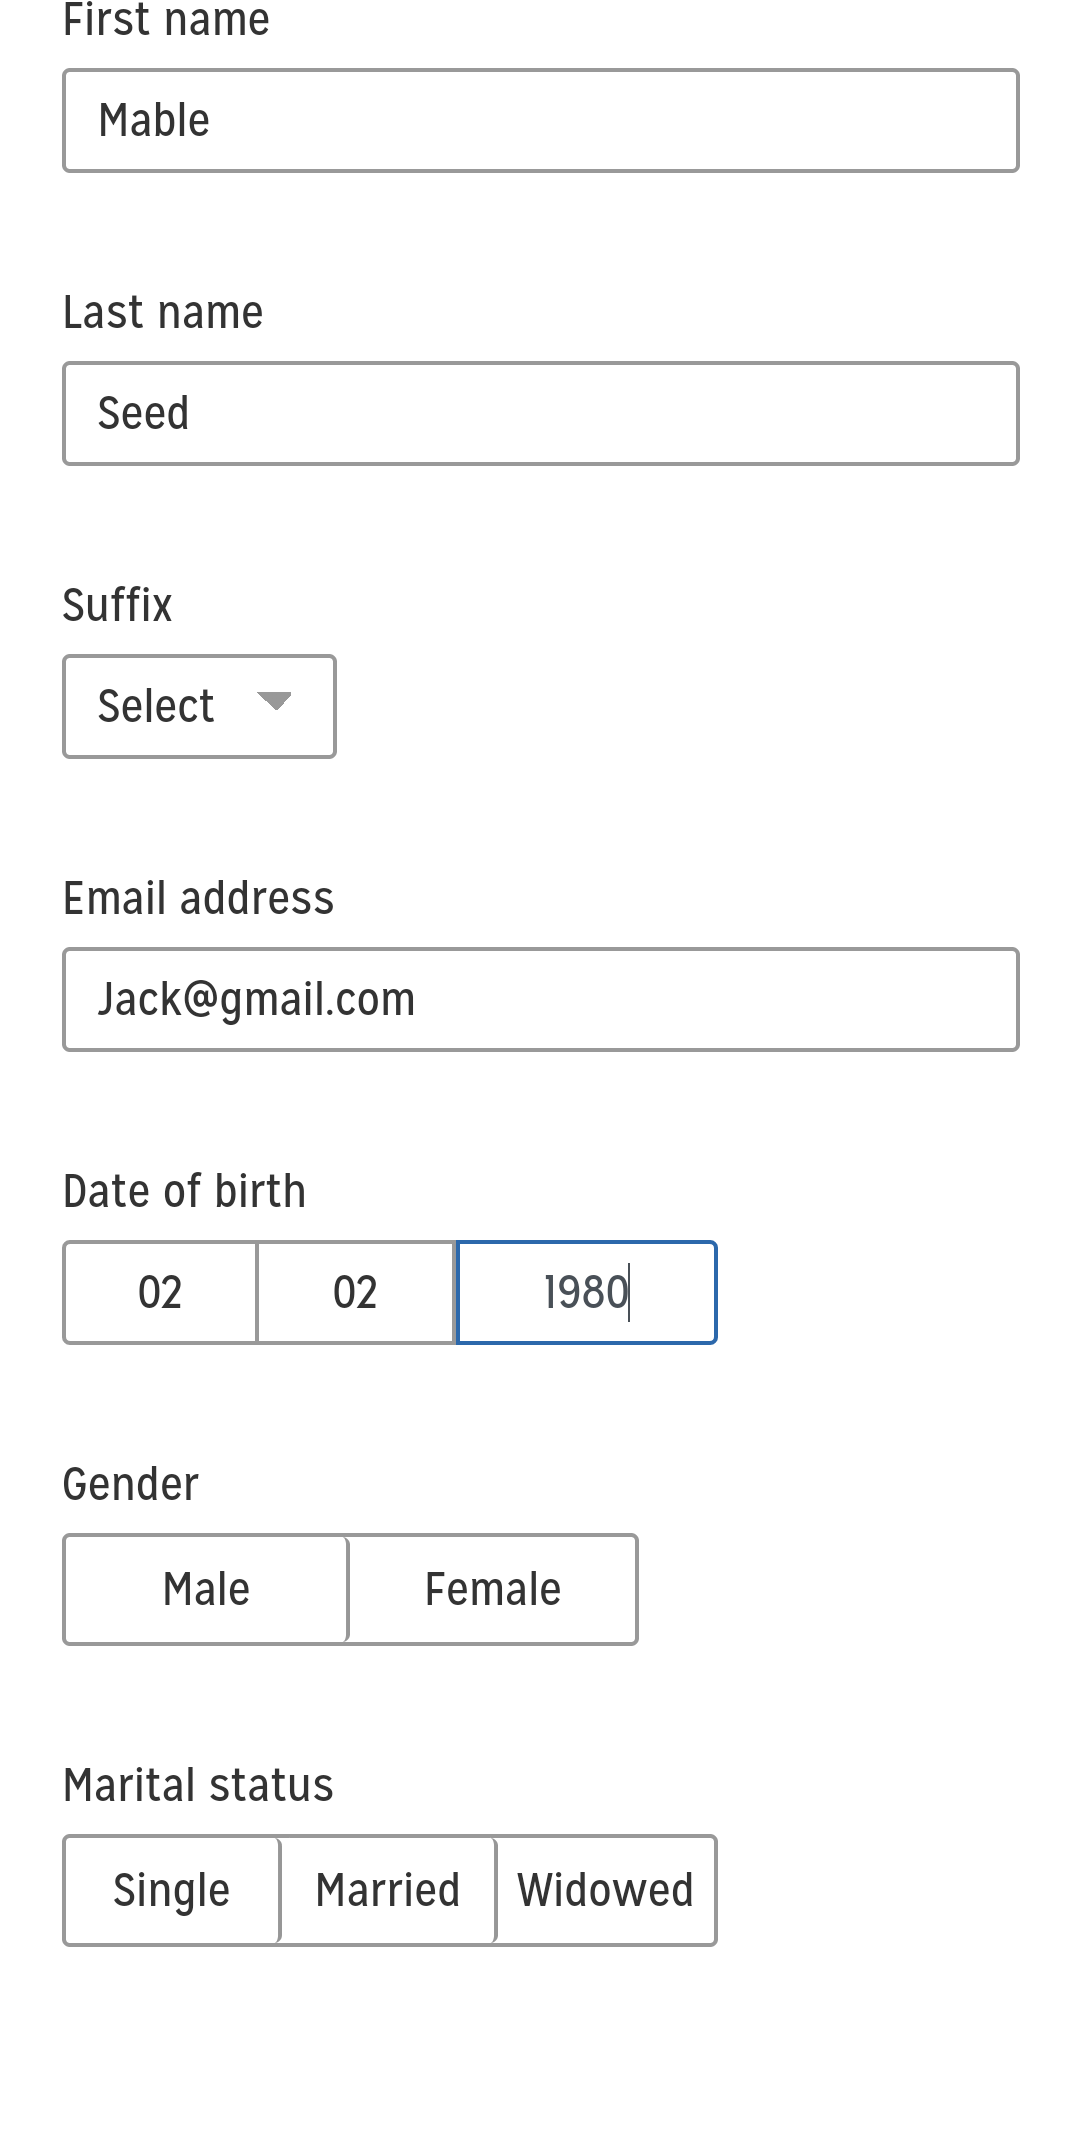 First name
Mable
Last name
Seed
Suffix
Select
Email address
Jack@gmail.com
Date of birth
02 02 1980
Gender
Male Female
Marital status
Single Married Widowed